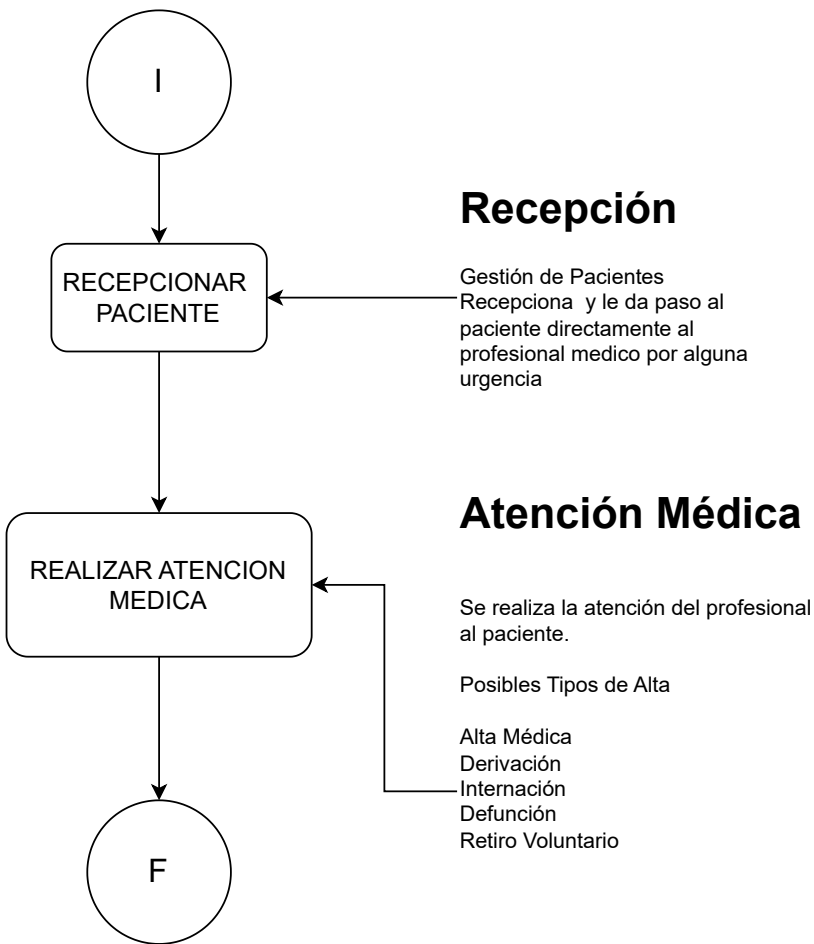 I
Recepción
RECEPCIONAR
PACIENTE
Gestión de Pacientes
Recepciona  y le da paso al
paciente directamente al
profesional medico por alguna
urgencia
Atención Médica
REALIZAR ATENCION
MEDICA
Se realiza la atención del profesional
al paciente.
Posibles Tipos de Alta
Alta Médica
Derivación
Internación
Defunción
Retiro Voluntario
F